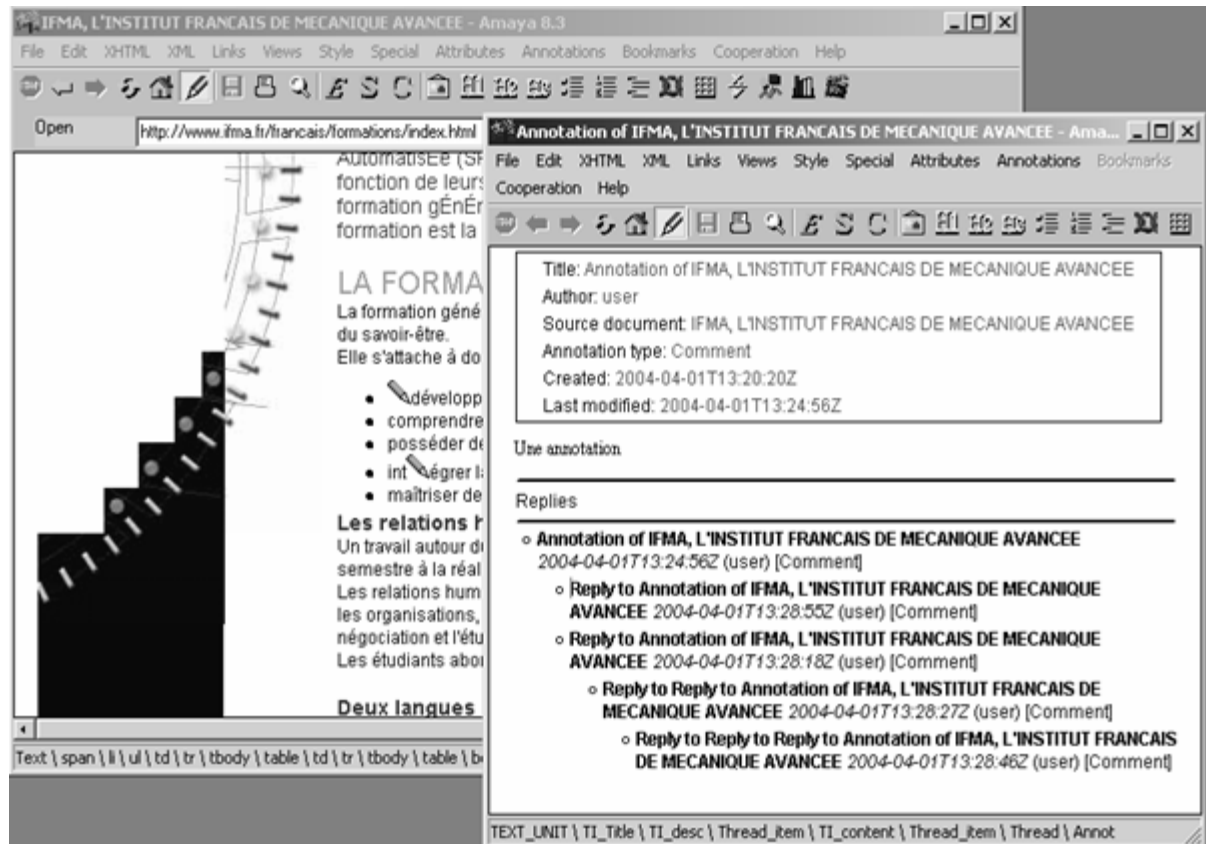 IFMA, L'INSTITUT FRANCAIS DE MECANIQUE AVANCEE - Amaya 8.3
File Edit XHTML XML Links Views Style Special Attributes Annotations Bookmarks Cooperation Help
E S C H1 H2 H3
Open http://www.ifma.fr/francais/formations/index.html
AutomatisÉe (SF
fonction de leurs
formation gÉnÉr
formation est la
LA FORMA
La formation géné
du savoir-être.
Elle s'attache à do
développ
comprendre
posséder de
int égrer la
maîtriser de
Les relations h
Un travail autour du
semestre à la réal
Les relations hum
les organisations,
négociation et l'étu
Les étudiants abor
Deux langues
Text \ span \ li \ ul \ td \ tr \ tbody \ table \ td \ tr \ tbody \ table \ b
Annotation of IFMA, L'INSTITUT FRANCAIS DE MECANIQUE AVANCEE - Ama...
File Edit XHTML XML Links Views Style Special Attributes Annotations Bookmarks
Cooperation Help
E S C H1 H2 H3
Title: Annotation of IFMA, L'INSTITUT FRANCAIS DE MECANIQUE AVANCEE
Author: user
Source document: IFMA, L'INSTITUT FRANCAIS DE MECANIQUE AVANCEE
Annotation type: Comment
Created: 2004-04-01T13:20:20Z
Last modified: 2004-04-01T13:24:56Z
Une annotation
Replies
Annotation of IFMA, L'INSTITUT FRANCAIS DE MECANIQUE AVANCEE
2004-04-01T13:24:56Z (user) [Comment]
Reply to Annotation of IFMA, L'INSTITUT FRANCAIS DE MECANIQUE
AVANCEE 2004-04-01T13:28:55Z (user) [Comment]
Reply to Annotation of IFMA, L'INSTITUT FRANCAIS DE MECANIQUE
AVANCEE 2004-04-01T13:28:18Z (user) [Comment]
Reply to Reply to Annotation of IFMA, L'INSTITUT FRANCAIS DE
MECANIQUE AVANCEE 2004-04-01T13:28:27Z (user) [Comment]
Reply to Reply to Reply to Annotation of IFMA, L'INSTITUT FRANCAIS
DE MECANIQUE AVANCEE 2004-04-01T13:28:46Z (user) [Comment]
TEXT_UNIT \ TI_Title \ TI_desc \ Thread_item \ TI_content \ Thread_item \ Thread \ Annot